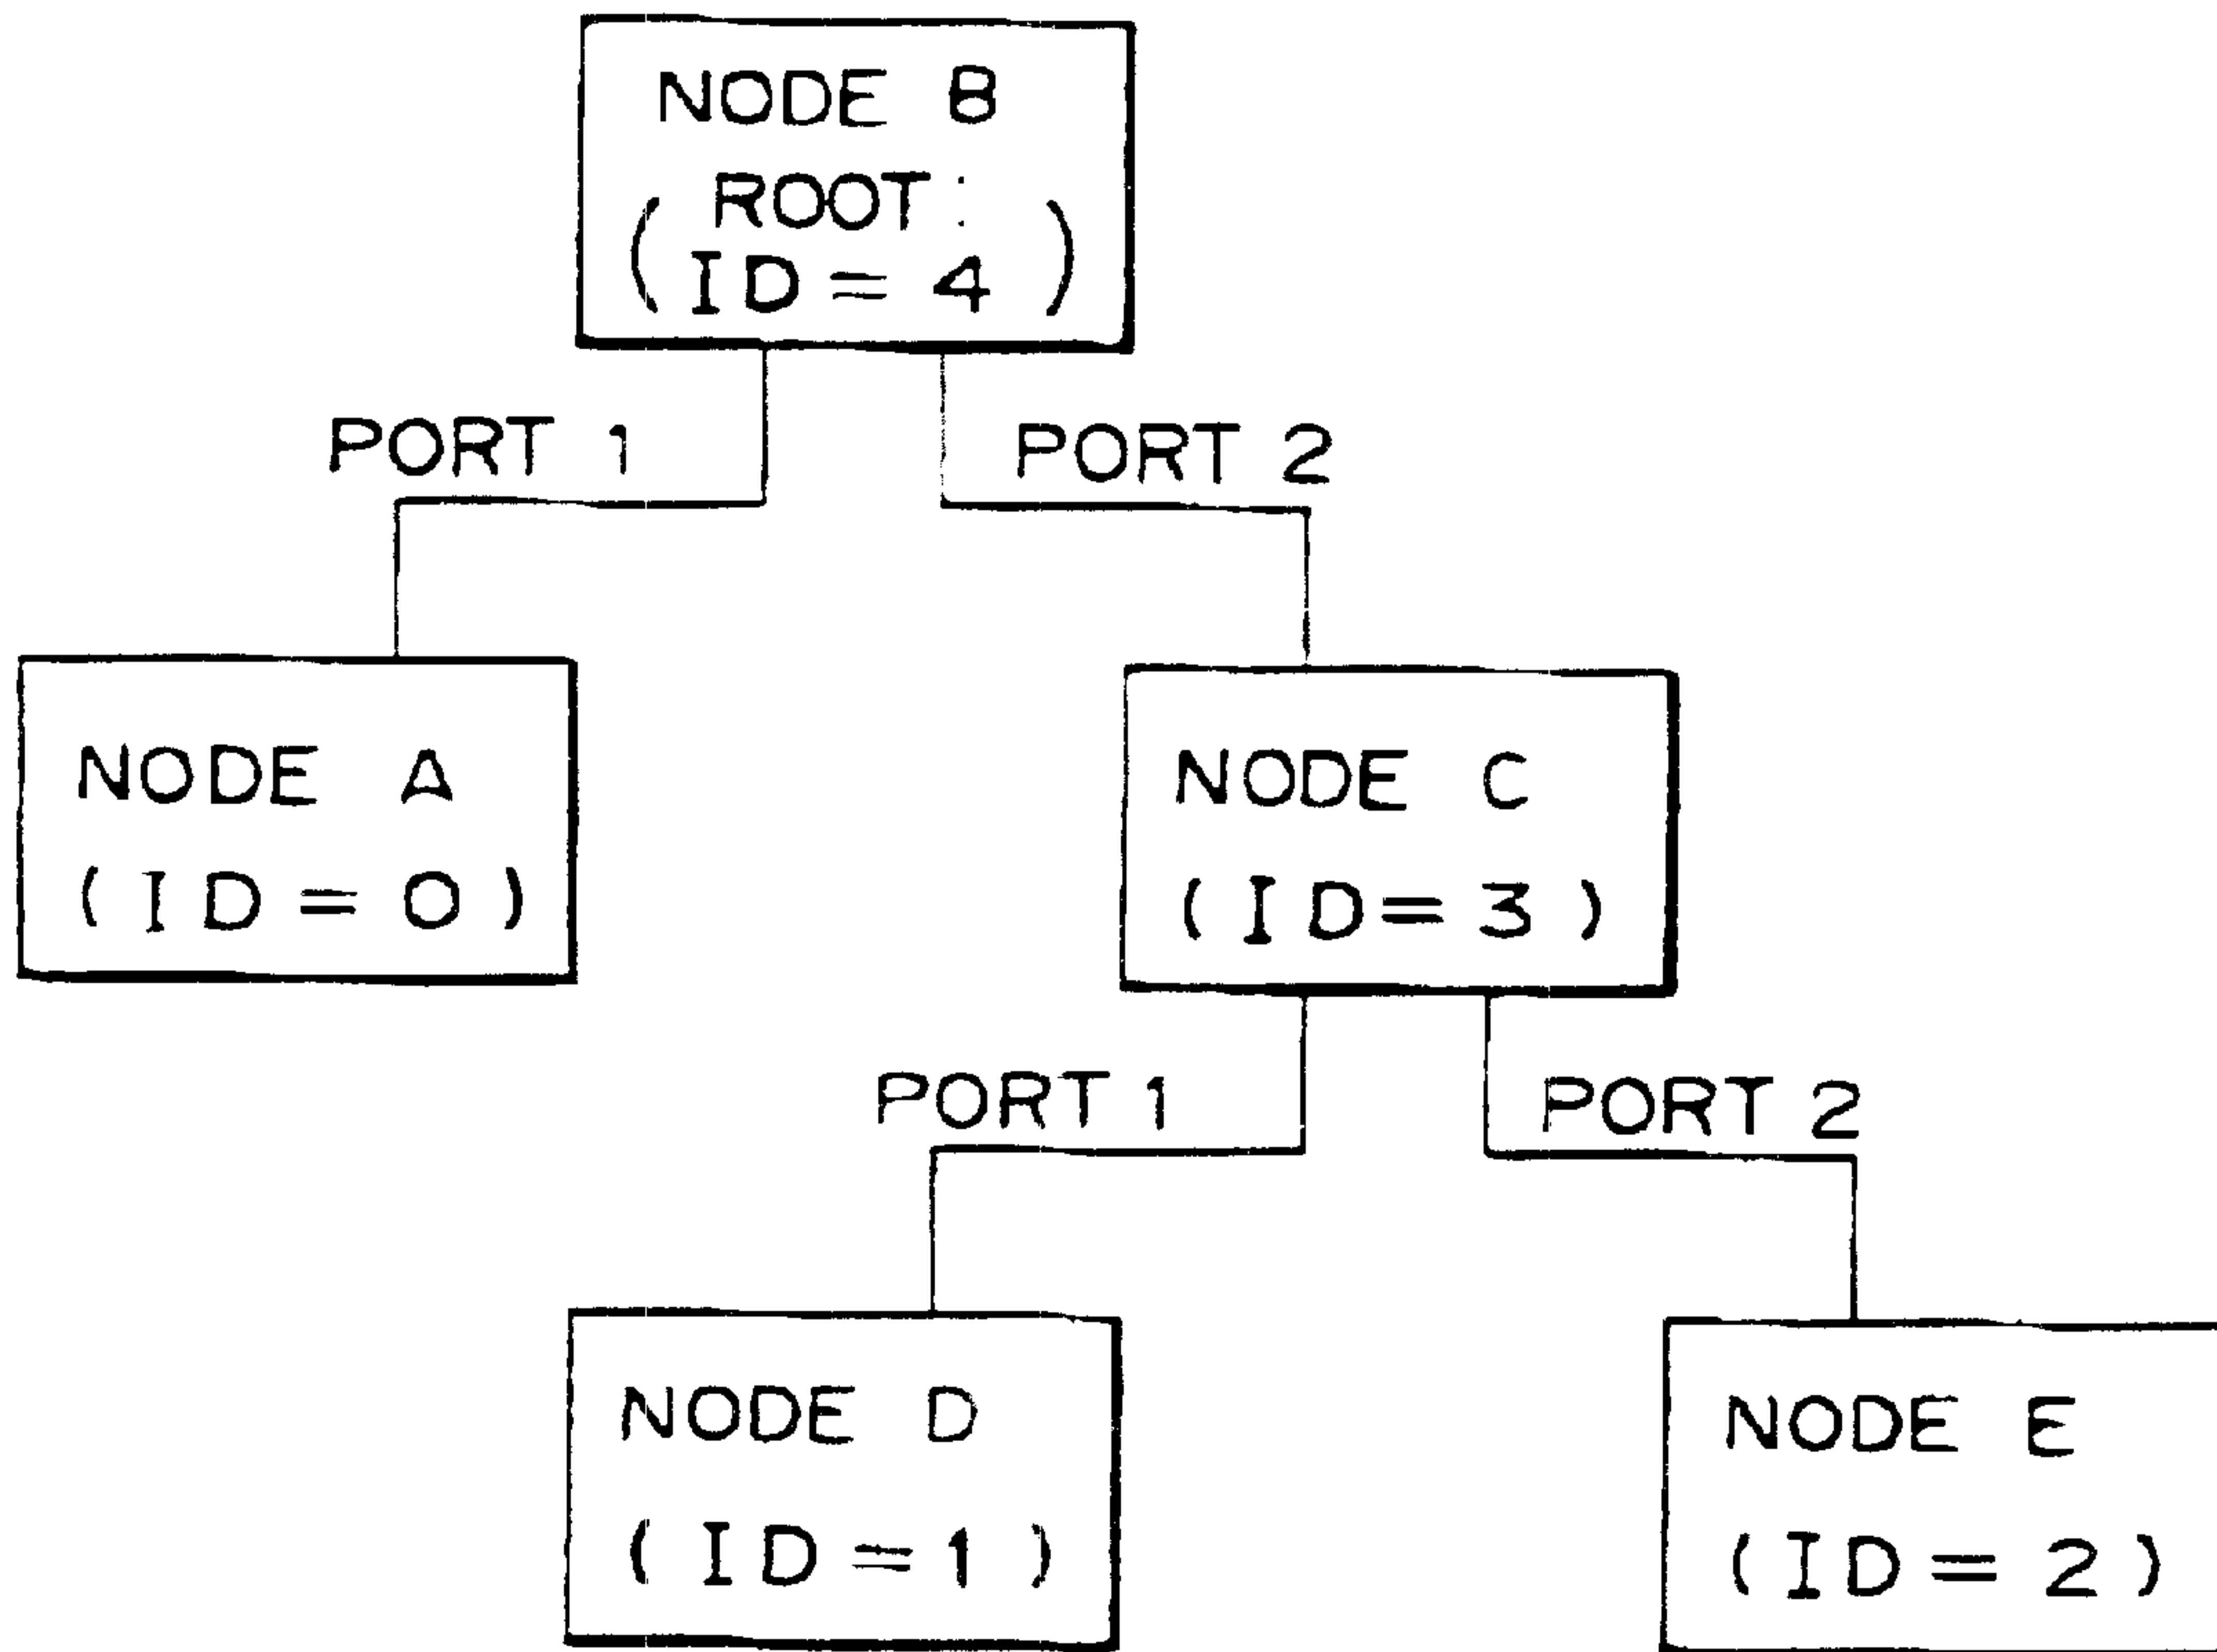 NODE 8
ROOT:
( ID = 4 )
PORT 1
PORT 2
NODE A
( ID = 0 )
NODE C
( ID = 3 )
PORT 1
PORT 2
NODE D
( ID = 1 )
NODE E
( ID = 2 )